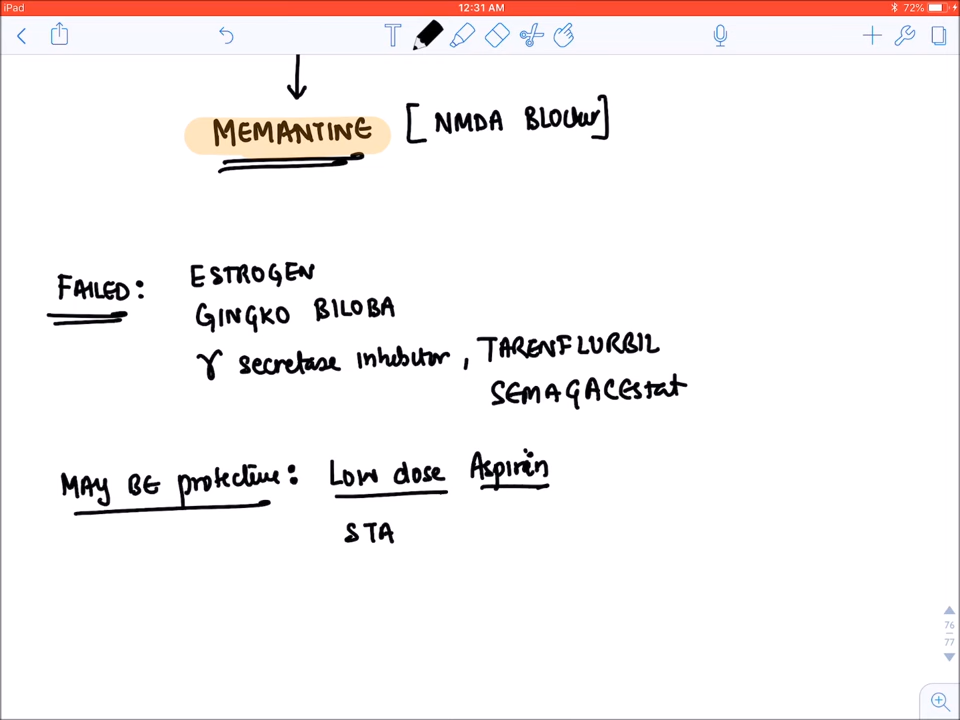 iPad 12:31 AM 72%
MEMANTINE [NMDA BLOCKER]
FAILED: ESTROGEN
GINGKO BILOBA
γ secretase inhibitor, TARENFLURBIL
SEMAGACEstat
MAY BE protective: Low dose Aspirin
STA
76
77